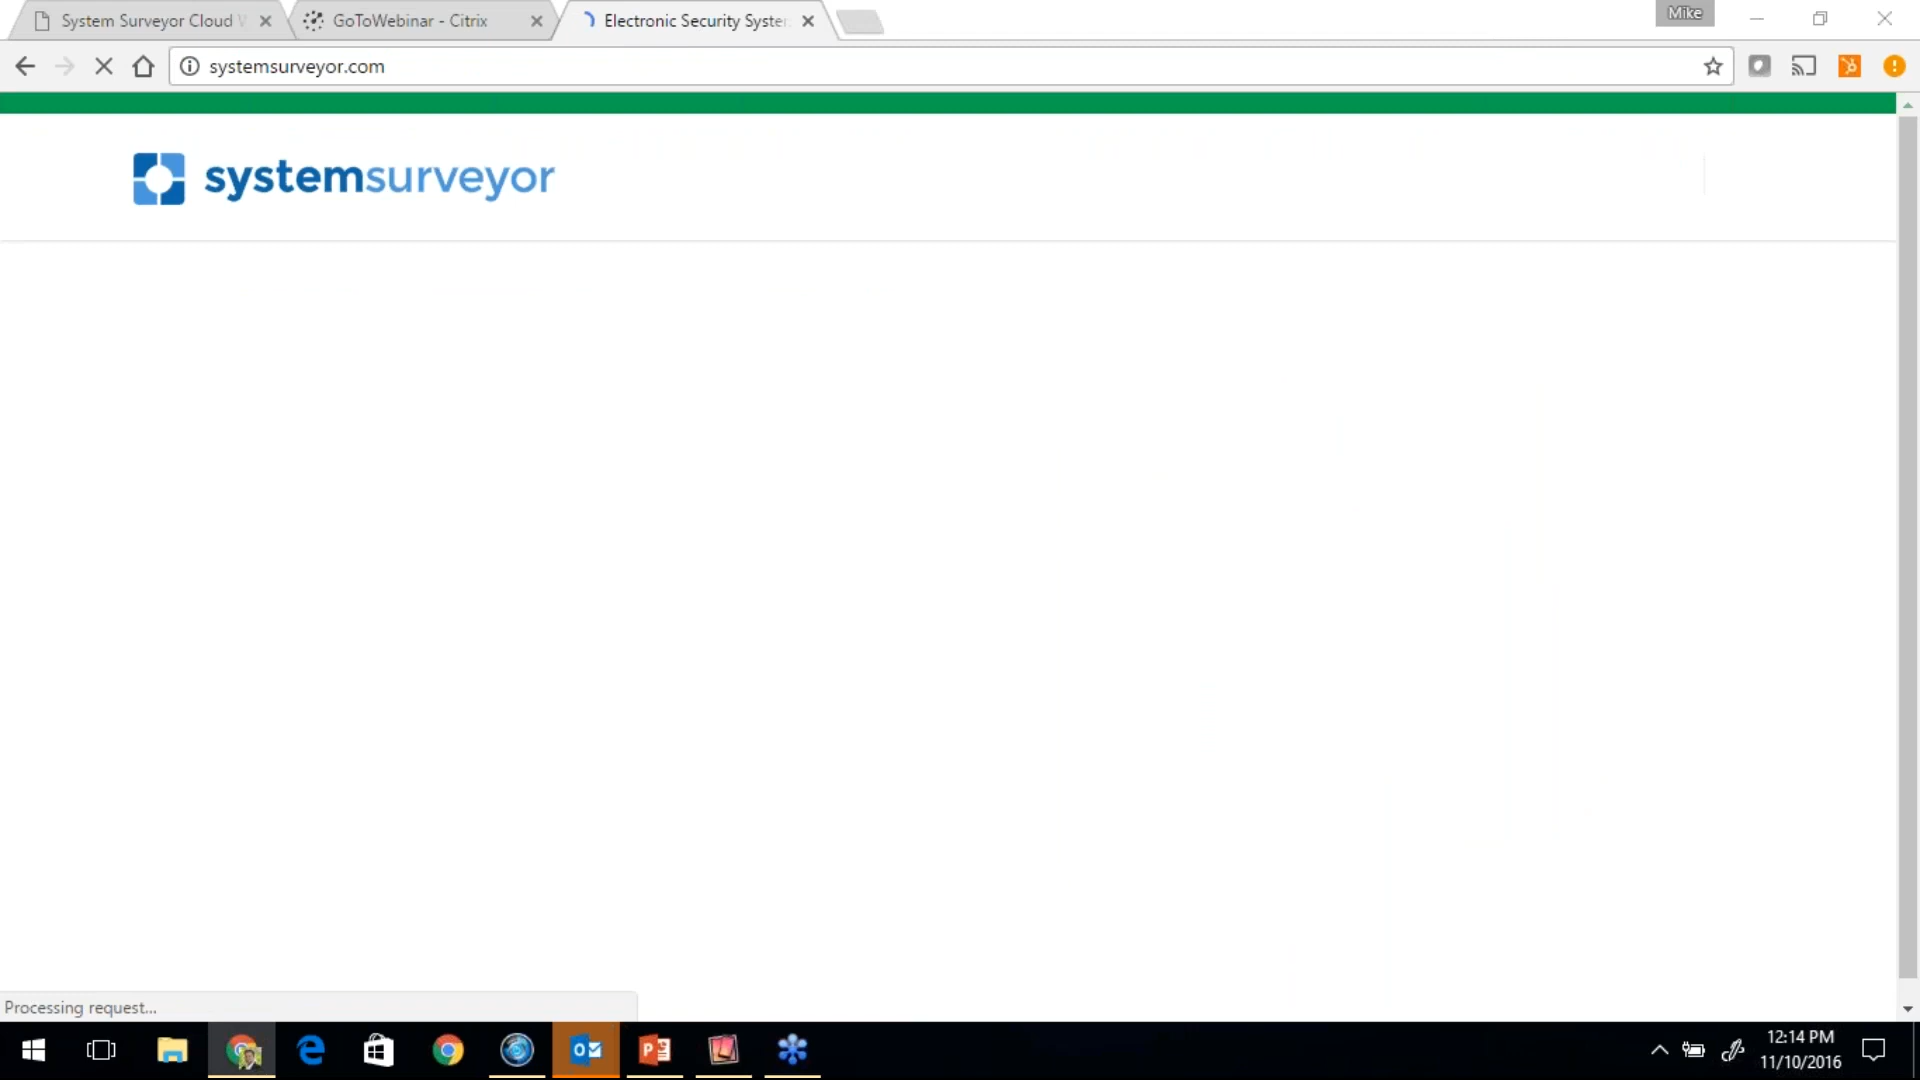 System Surveyor Cloud
GoToWebinar - Citrix
Electronic Security Syste
Mike
systemsurveyor.com
systemsurveyor
Processing request...
12:14 PM
11/10/2016